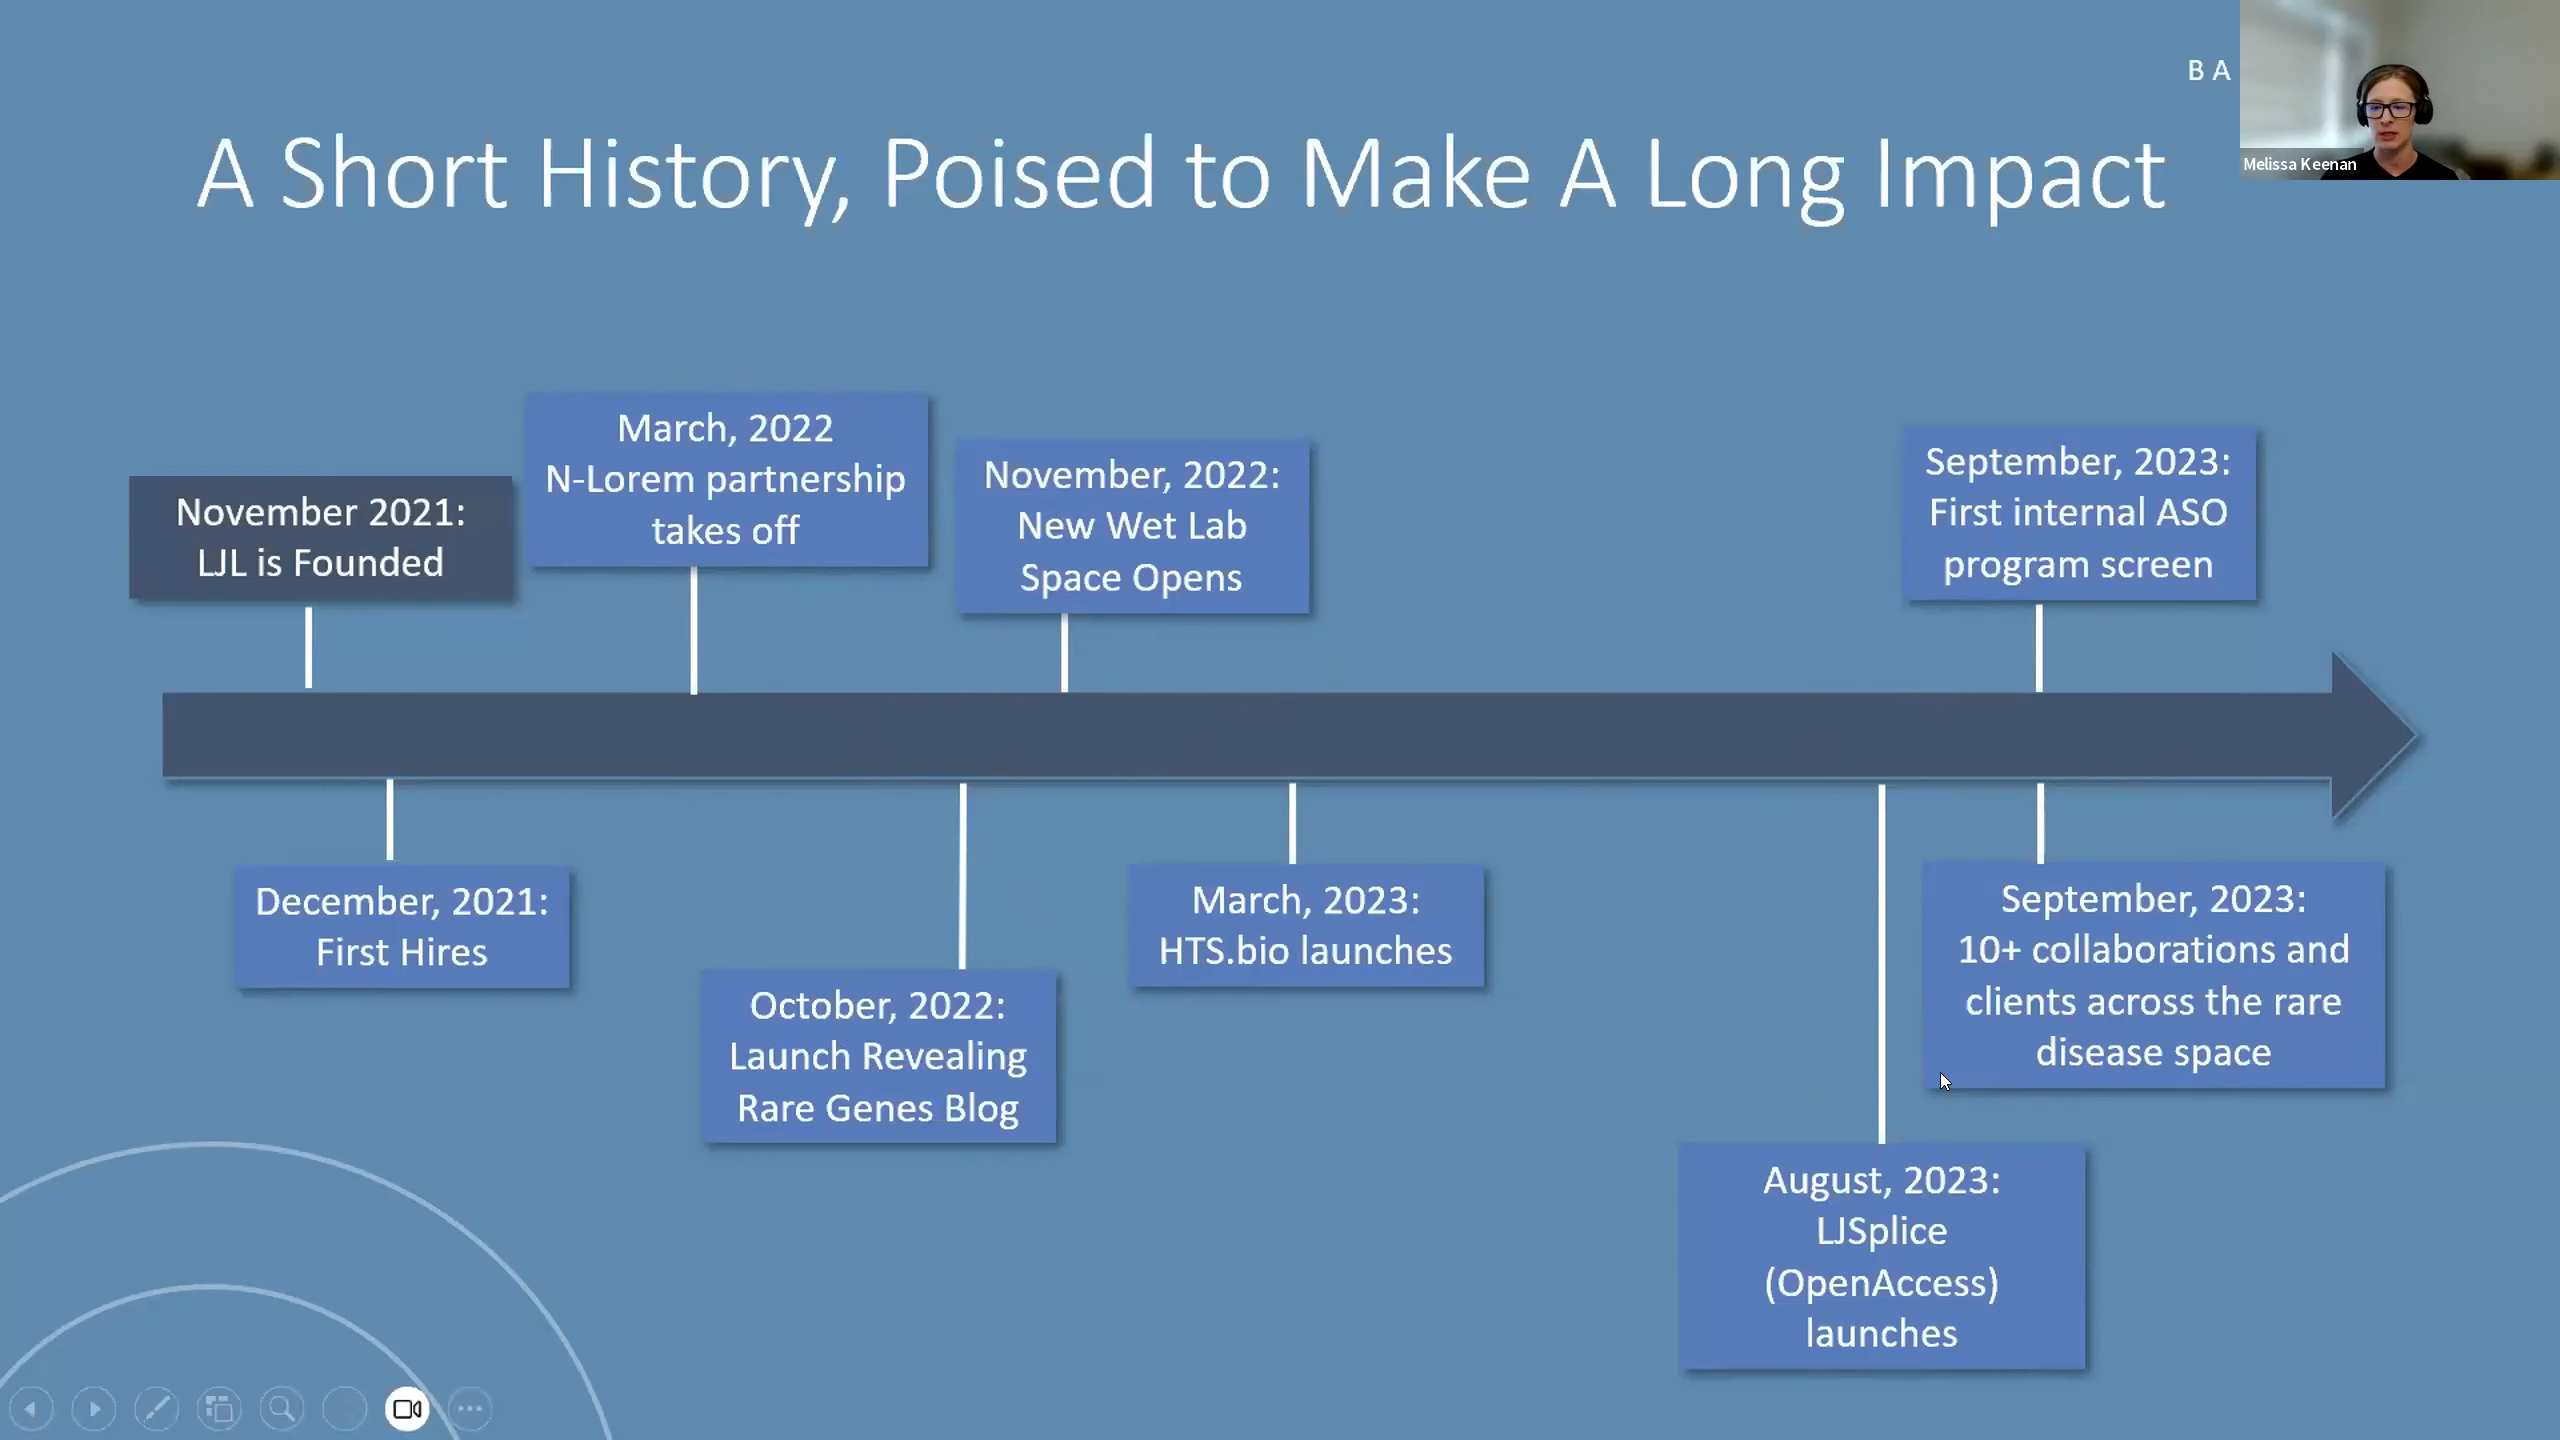 B A
Melissa Keenan
A Short History, Poised to Make A Long Impact
November 2021:
LJL is Founded
March, 2022
N-Lorem partnership
takes off
November, 2022:
New Wet Lab
Space Opens
September, 2023:
First internal ASO
program screen
December, 2021:
First Hires
October, 2022:
Launch Revealing
Rare Genes Blog
March, 2023:
HTS.bio launches
August, 2023:
LJSplice
(OpenAccess)
launches
September, 2023:
10+ collaborations and
clients across the rare
disease space